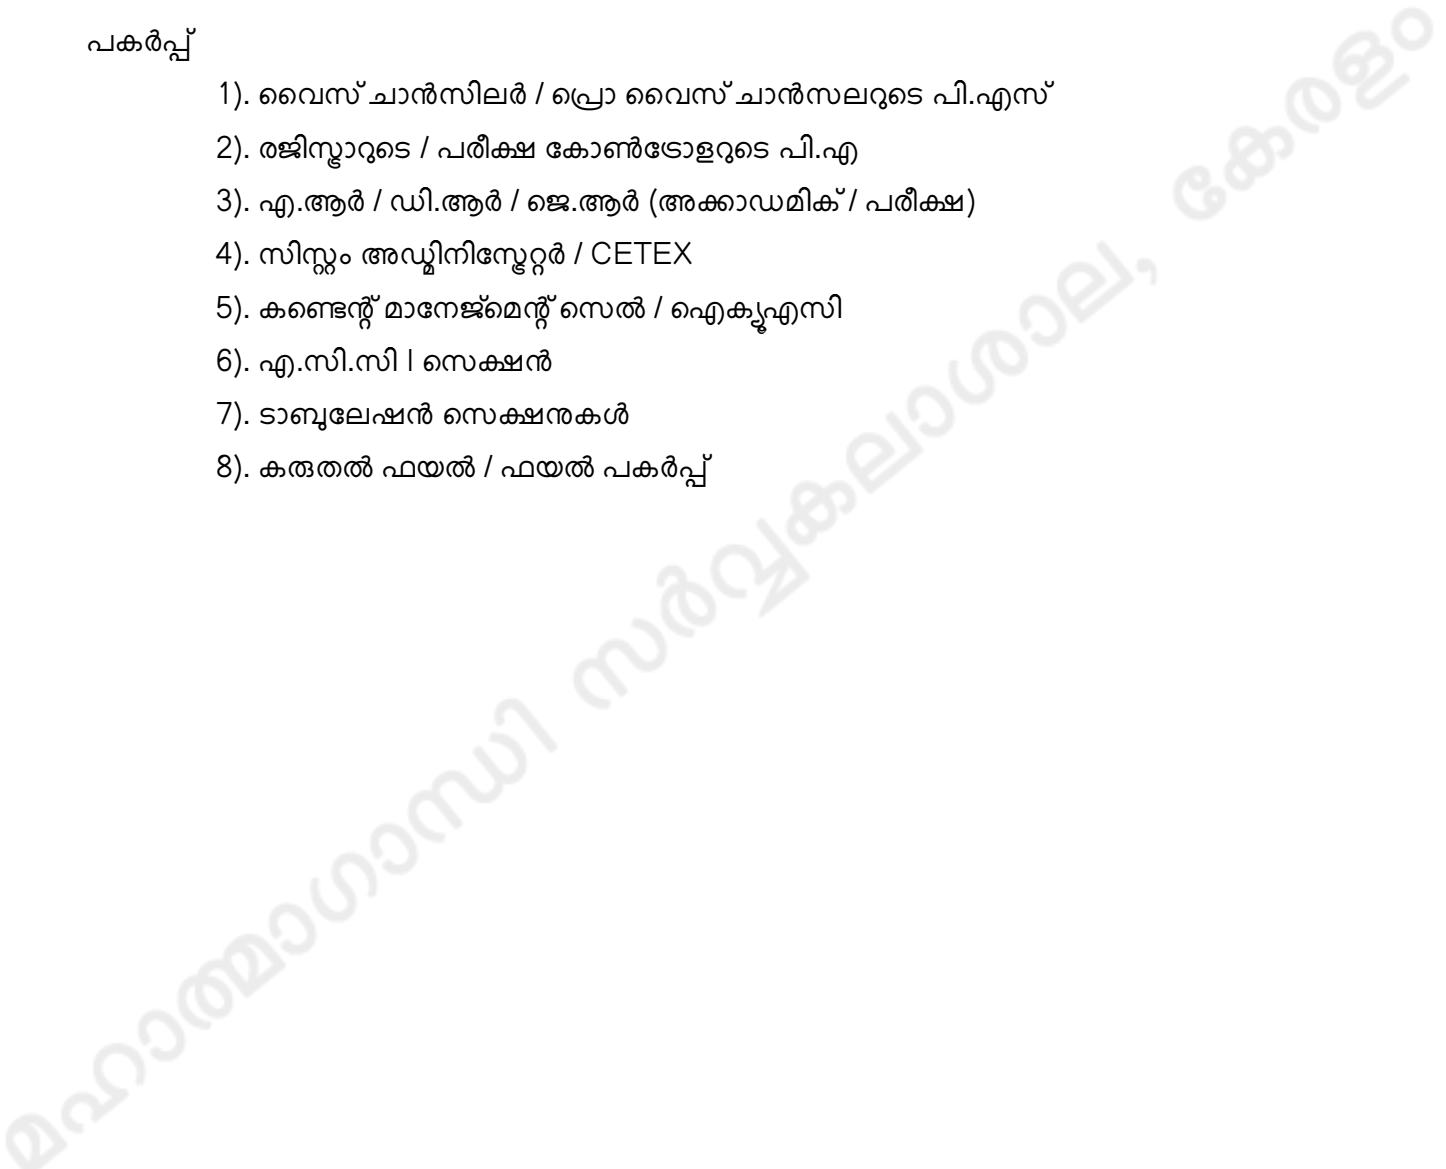 പകർപ്പ്
1). വൈസ് ചാൻസിലർ / പ്രൊ വൈസ് ചാൻസലറുടെ പി.എസ്
2). രജിസ്ട്രാറുടെ / പരീക്ഷ കോൺട്രോളറുടെ പി.എ
3). എ.ആർ / ഡി.ആർ / ജെ.ആർ (അക്കാഡമിക് / പരീക്ഷ)
4). സിസ്റ്റം അഡ്മിനിസ്ട്രേറ്റർ / CETEX
5). കണ്ടെന്റ് മാനേജ്മെന്റ് സെൽ / ഐക്യൂഎസി
6). എ.സി.സി I സെക്ഷൻ
7). ടാബുലേഷൻ സെക്ഷനുകൾ
8). കരുതൽ ഫയൽ / ഫയൽ പകർപ്പ്
മഹാത്മാഗാന്ധി സർവ്വകലാശാല, കേരളം